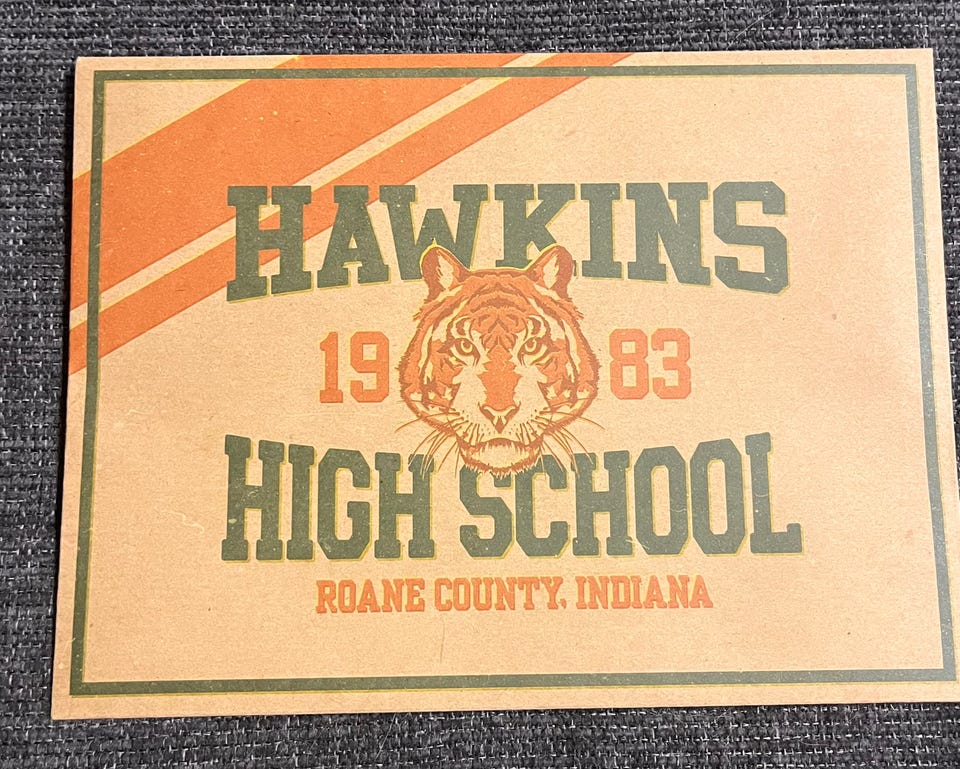 HAWKINS
19 83
HIGH SCHOOL
ROANE COUNTY, INDIANA